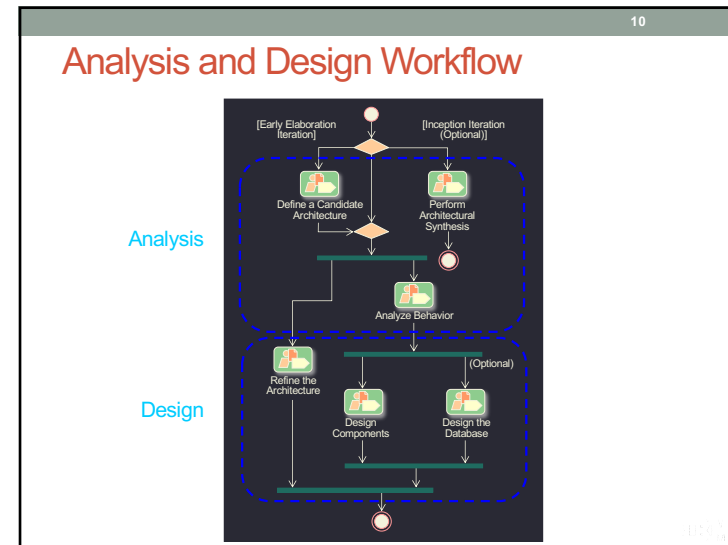 10
Analysis and Design Workflow
[Early Elaboration
Iteration]
[Inception Iteration
(Optional)]
Define a Candidate
Architecture
Perform
Architectural
Synthesis
Analysis
Analyze Behavior
(Optional)
Refine the
Architecture
Design
Design
Components
Design the
Database